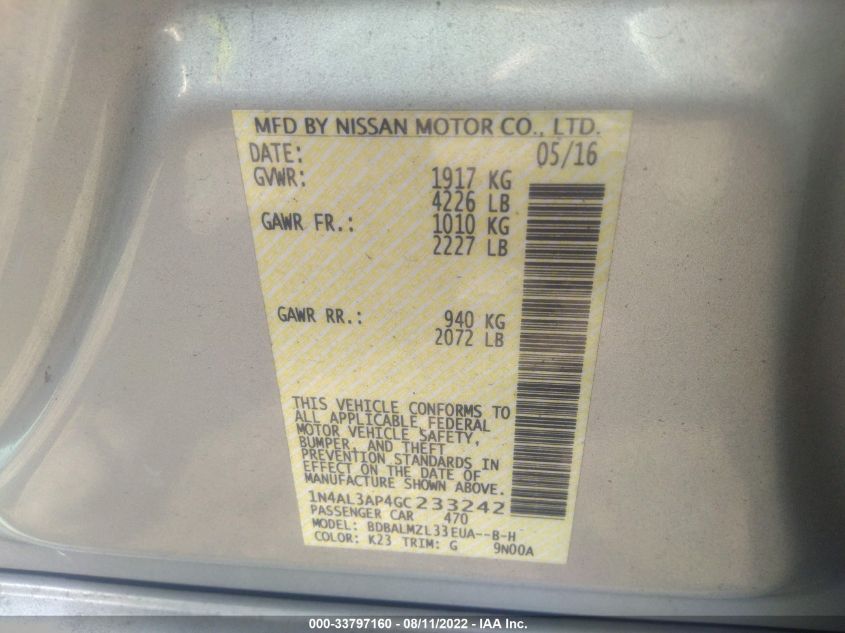 MFD BY NISSAN MOTOR CO., LTD.
DATE: 05/16
GVWR: 1917 KG
4226 LB
GAWR FR.: 1010 KG
2227 LB
GAWR RR.: 940 KG
2072 LB
THIS VEHICLE CONFORMS TO
ALL APPLICABLE FEDERAL
MOTOR VEHICLE SAFETY,
BUMPER, AND THEFT
PREVENTION STANDARDS IN
EFFECT ON THE DATE OF
MANUFACTURE SHOWN ABOVE.
1N4AL3AP4GC233242
PASSENGER CAR 470
MODEL: BDBALMZL33EUA--B-H
COLOR: K23 TRIM: G 9N00A
000-33797160 - 08/11/2022 - IAA Inc.